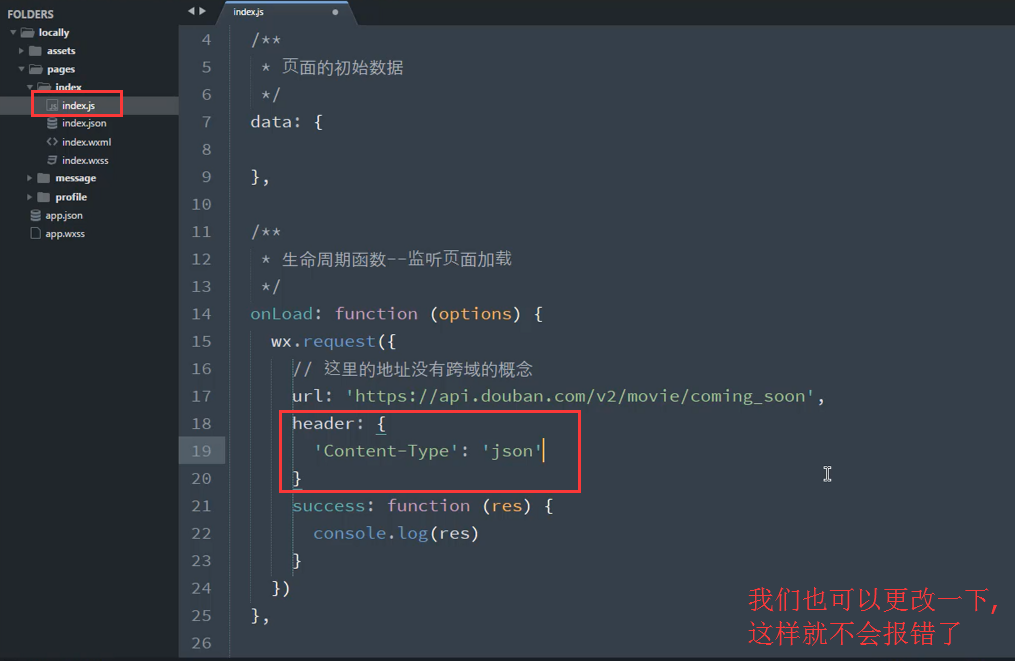 FOLDERS
locally
assets
pages
index
index.js
index.json
index.wxml
index.wxss
message
profile
app.json
app.wxss
index.js
4 /**
5 * 页面的初始数据
6 */
7 data: {
8
9 },
10
11 /**
12 * 生命周期函数--监听页面加载
13 */
14 onLoad: function (options) {
15 wx.request({
16 // 这里的地址没有跨域的概念
17 url: 'https://api.douban.com/v2/movie/coming_soon',
18 header: {
19 'Content-Type': 'json'
20 }
21 success: function (res) {
22 console.log(res)
23 }
24 })
25 },
26
我们也可以更改一下,
这样就不会报错了